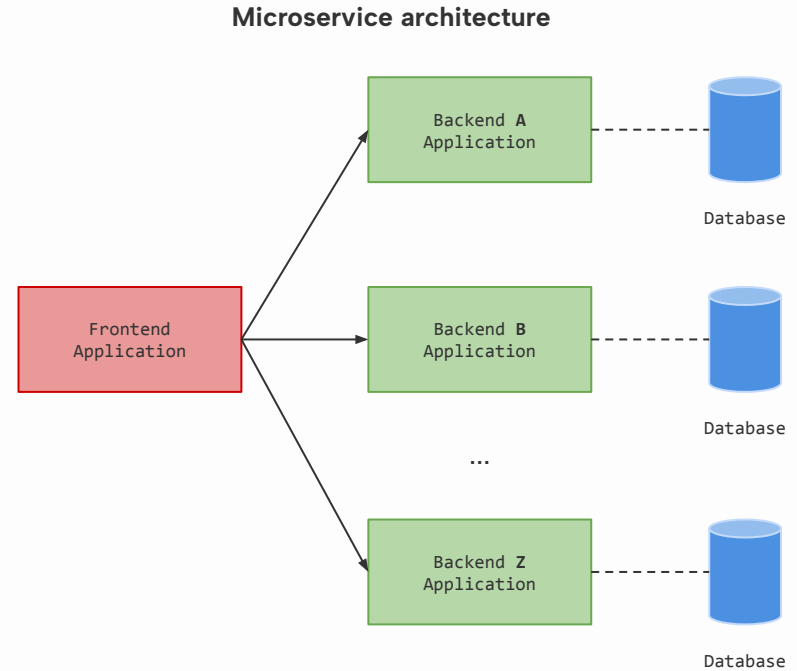 Microservice architecture
Backend A
Application
Database
Frontend
Application
Backend B
Application
Database
...
Backend Z
Application
Database